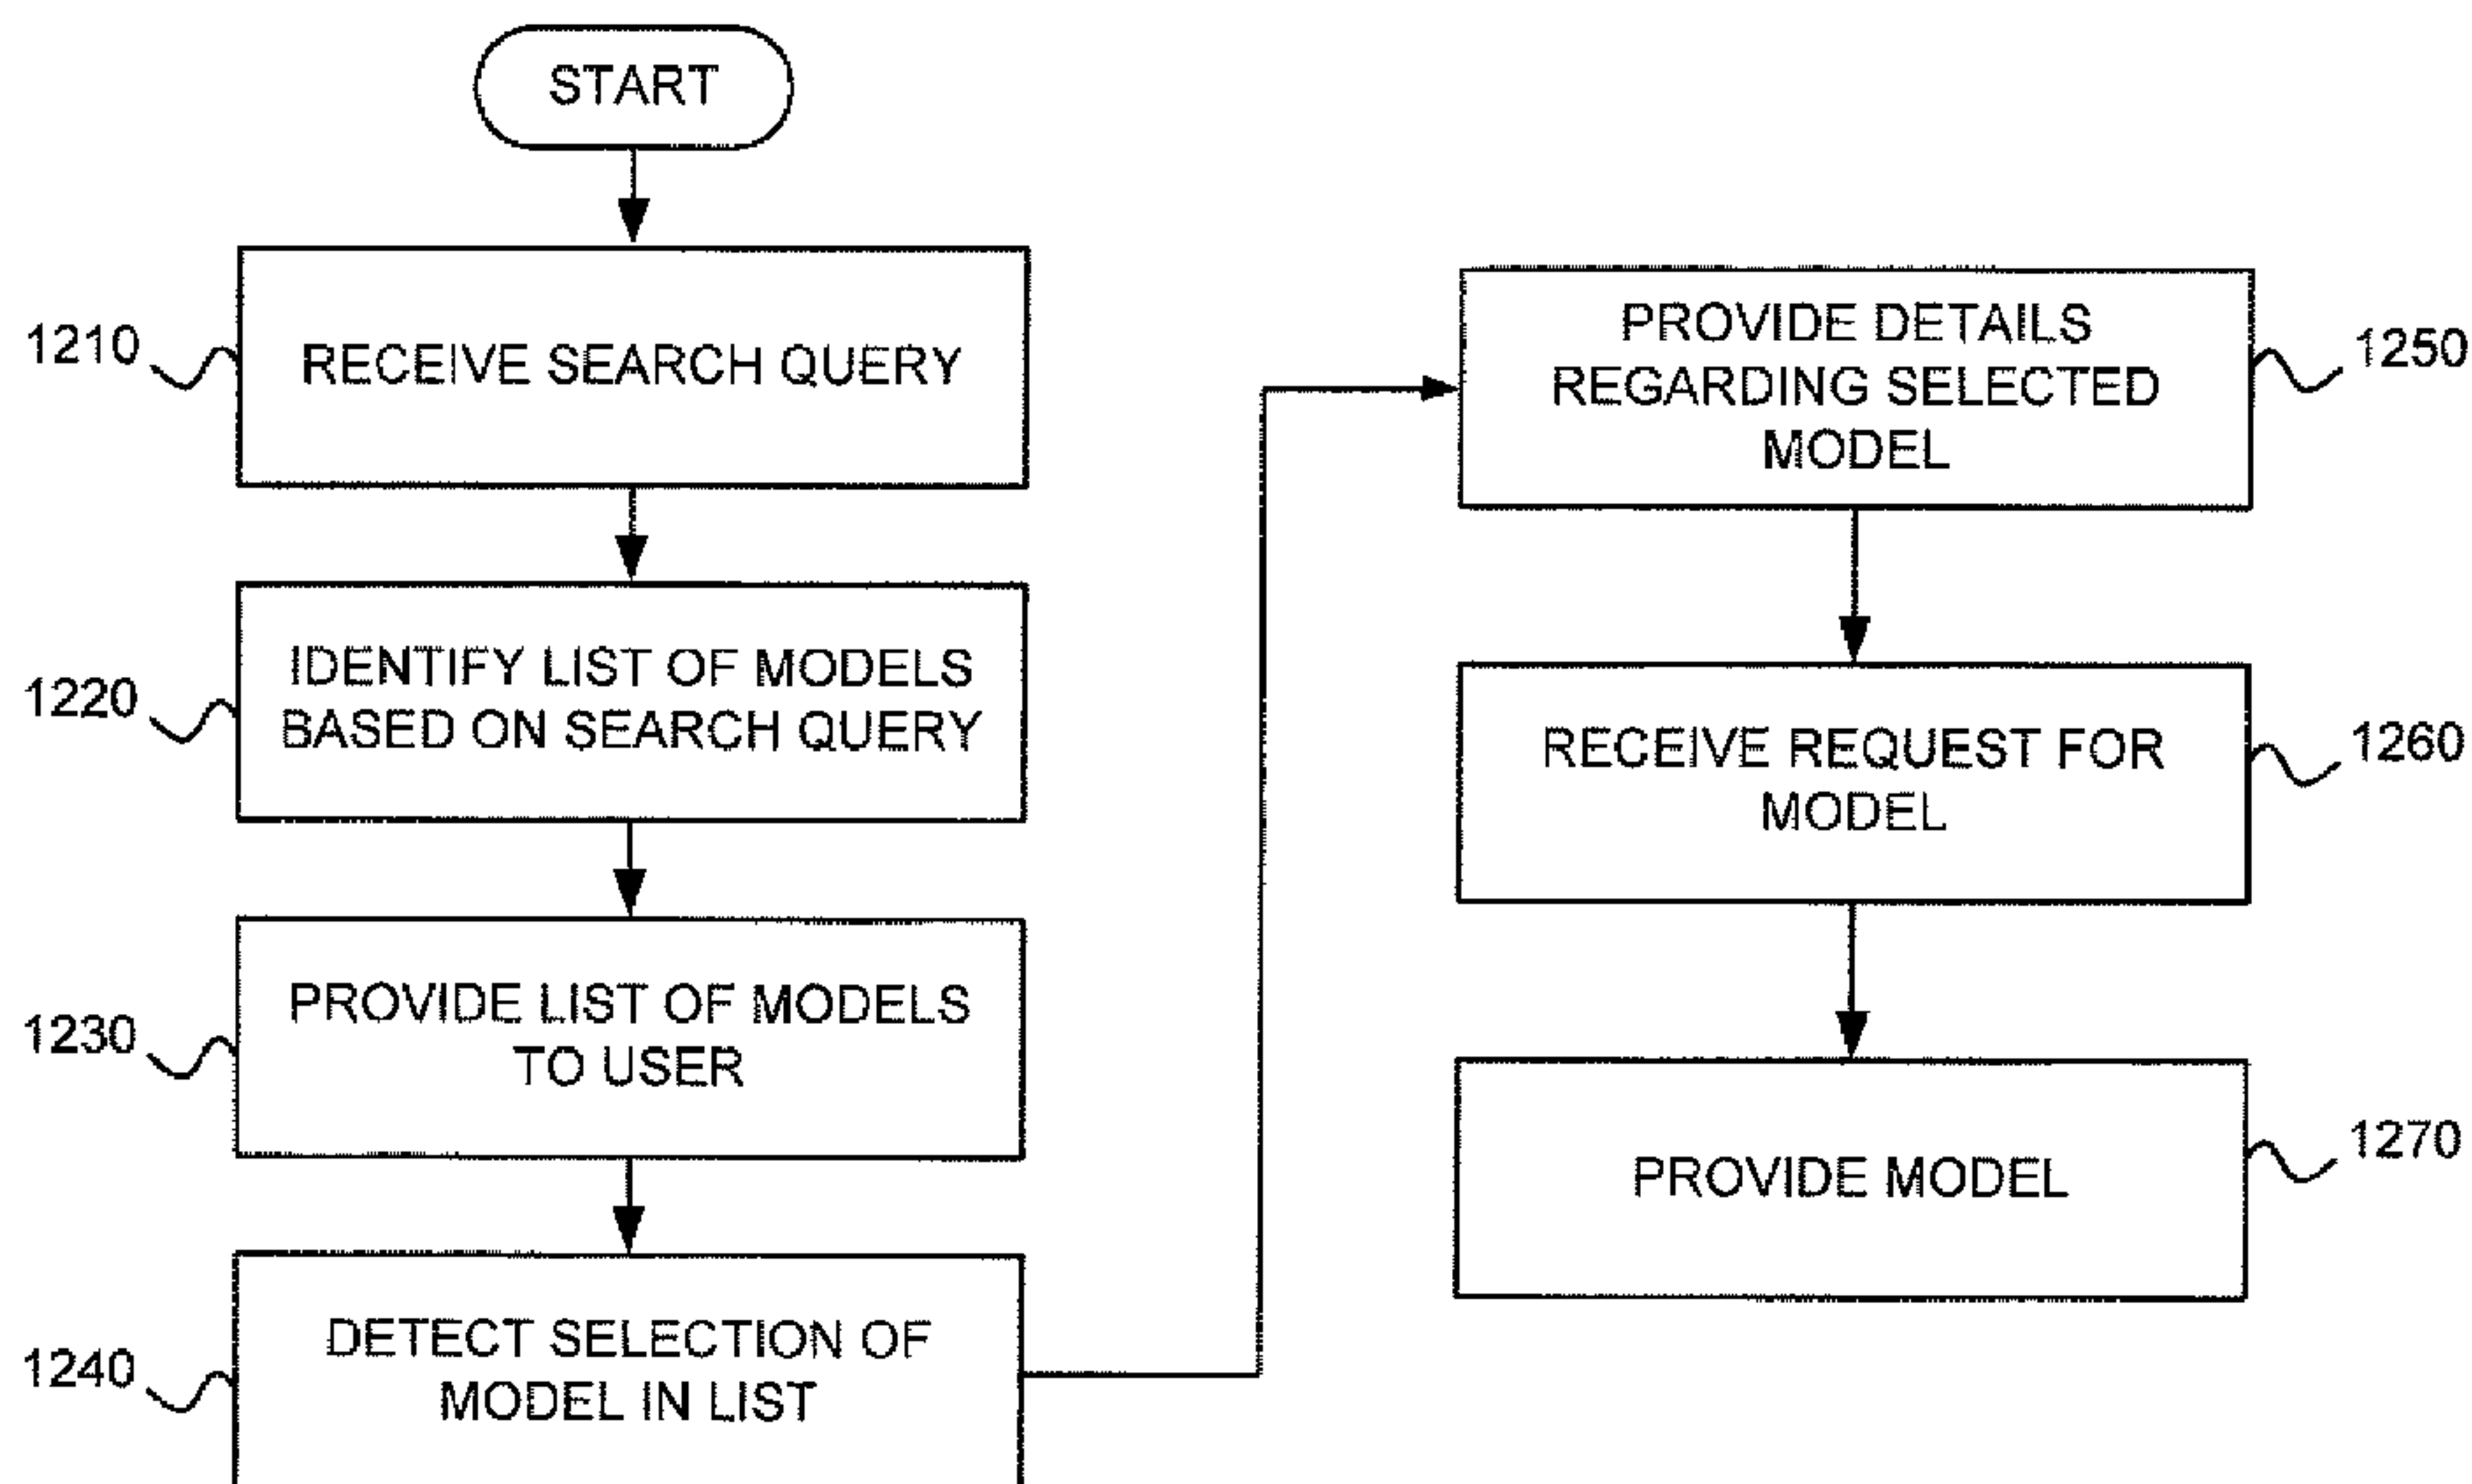 START
1210
RECEIVE SEARCH QUERY
1220
IDENTIFY LIST OF MODELS
BASED ON SEARCH QUERY
1230
PROVIDE LIST OF MODELS
TO USER
1240
DETECT SELECTION OF
MODEL IN LIST
PROVIDE DETAILS
REGARDING SELECTED
MODEL
1250
RECEIVE REQUEST FOR
MODEL
1260
PROVIDE MODEL
1270